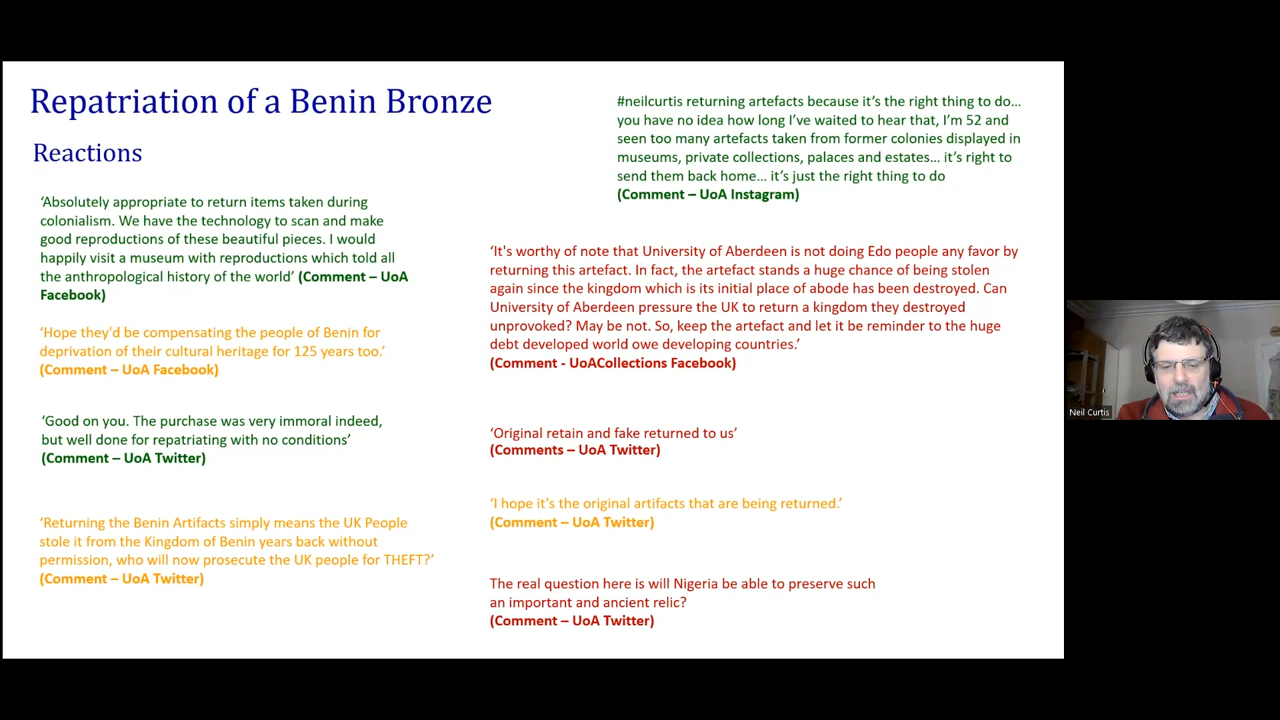 Repatriation of a Benin Bronze
Reactions
‘Absolutely appropriate to return items taken during
colonialism. We have the technology to scan and make
good reproductions of these beautiful pieces. I would
happily visit a museum with reproductions which told all
the anthropological history of the world’ (Comment – UoA
Facebook)
‘Hope they'd be compensating the people of Benin for
deprivation of their cultural heritage for 125 years too.’
(Comment – UoA Facebook)
‘Good on you. The purchase was very immoral indeed,
but well done for repatriating with no conditions’
(Comment – UoA Twitter)
‘Returning the Benin Artifacts simply means the UK People
stole it from the Kingdom of Benin years back without
permission, who will now prosecute the UK people for THEFT?’
(Comment – UoA Twitter)
#neilcurtis returning artefacts because it’s the right thing to do…
you have no idea how long I’ve waited to hear that, I’m 52 and
seen too many artefacts taken from former colonies displayed in
museums, private collections, palaces and estates… it’s right to
send them back home… it’s just the right thing to do
(Comment – UoA Instagram)
‘It's worthy of note that University of Aberdeen is not doing Edo people any favor by
returning this artefact. In fact, the artefact stands a huge chance of being stolen
again since the kingdom which is its initial place of abode has been destroyed. Can
University of Aberdeen pressure the UK to return a kingdom they destroyed
unprovoked? May be not. So, keep the artefact and let it be reminder to the huge
debt developed world owe developing countries.’
(Comment - UoACollections Facebook)
‘Original retain and fake returned to us’
(Comments – UoA Twitter)
‘I hope it's the original artifacts that are being returned.’
(Comment – UoA Twitter)
The real question here is will Nigeria be able to preserve such
an important and ancient relic?
(Comment – UoA Twitter)
Neil Curtis